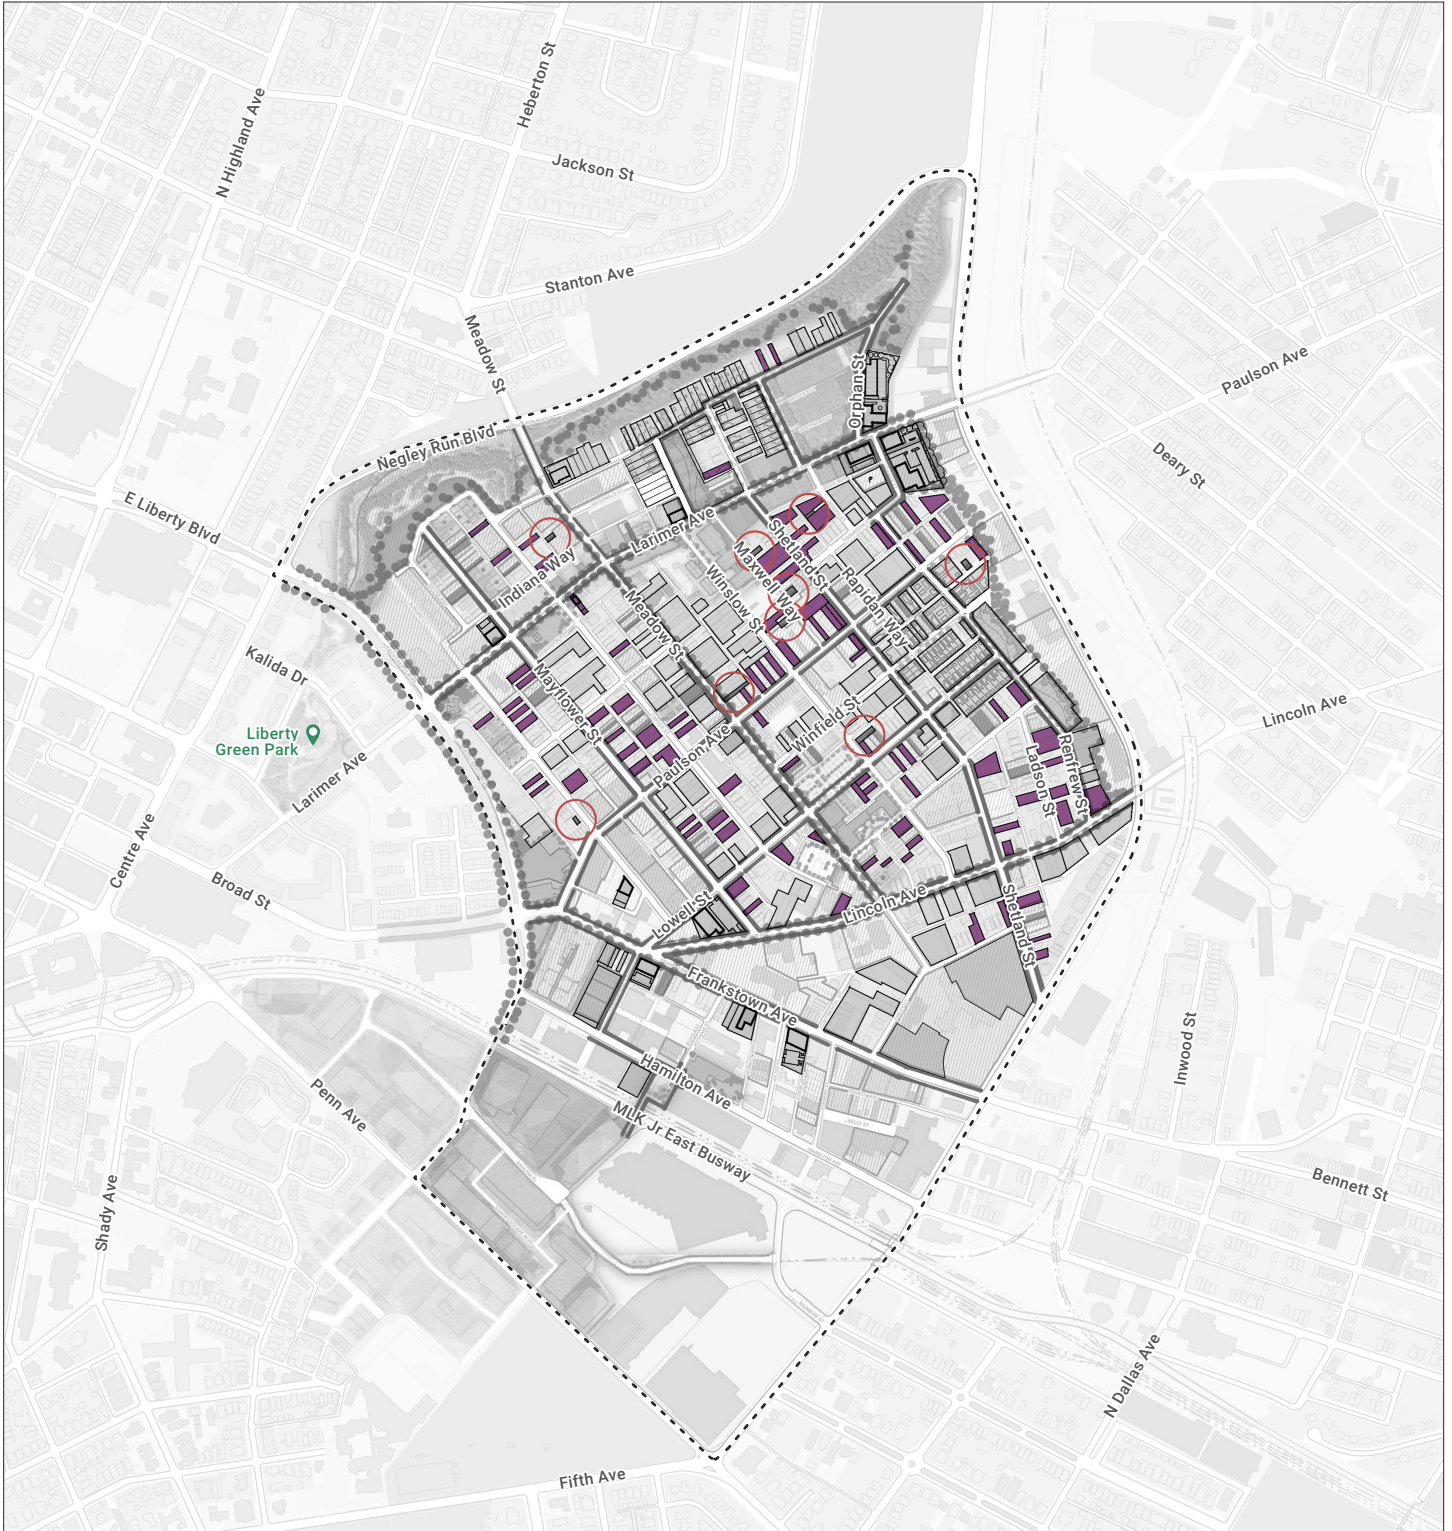 Heberton St
N Highland Ave
Jackson St
Stanton Ave
Meadow St
Paulson Ave
Orphan St
Negley Run Blvd
Deary St
E Liberty Blvd
Larimer Ave
Shetland St
Indiana Way
Maxwell Way
Winslow St
Rapidan Way
Meadow St
Kalida Dr
Mayflower St
Liberty
Green Park
Winfield St
Lincoln Ave
Paulson Ave
Renfrew St
Ladson St
Larimer Ave
Centre Ave
Broad St
Lowell St
Lincoln Ave
Shetland St
Frankstown Ave
Inwood St
Hamilton Ave
Penn Ave
MLK Jr East Busway
KELLY ST
HAMILTON AVE
Bennett St
Shady Ave
N Dallas Ave
Fifth Ave